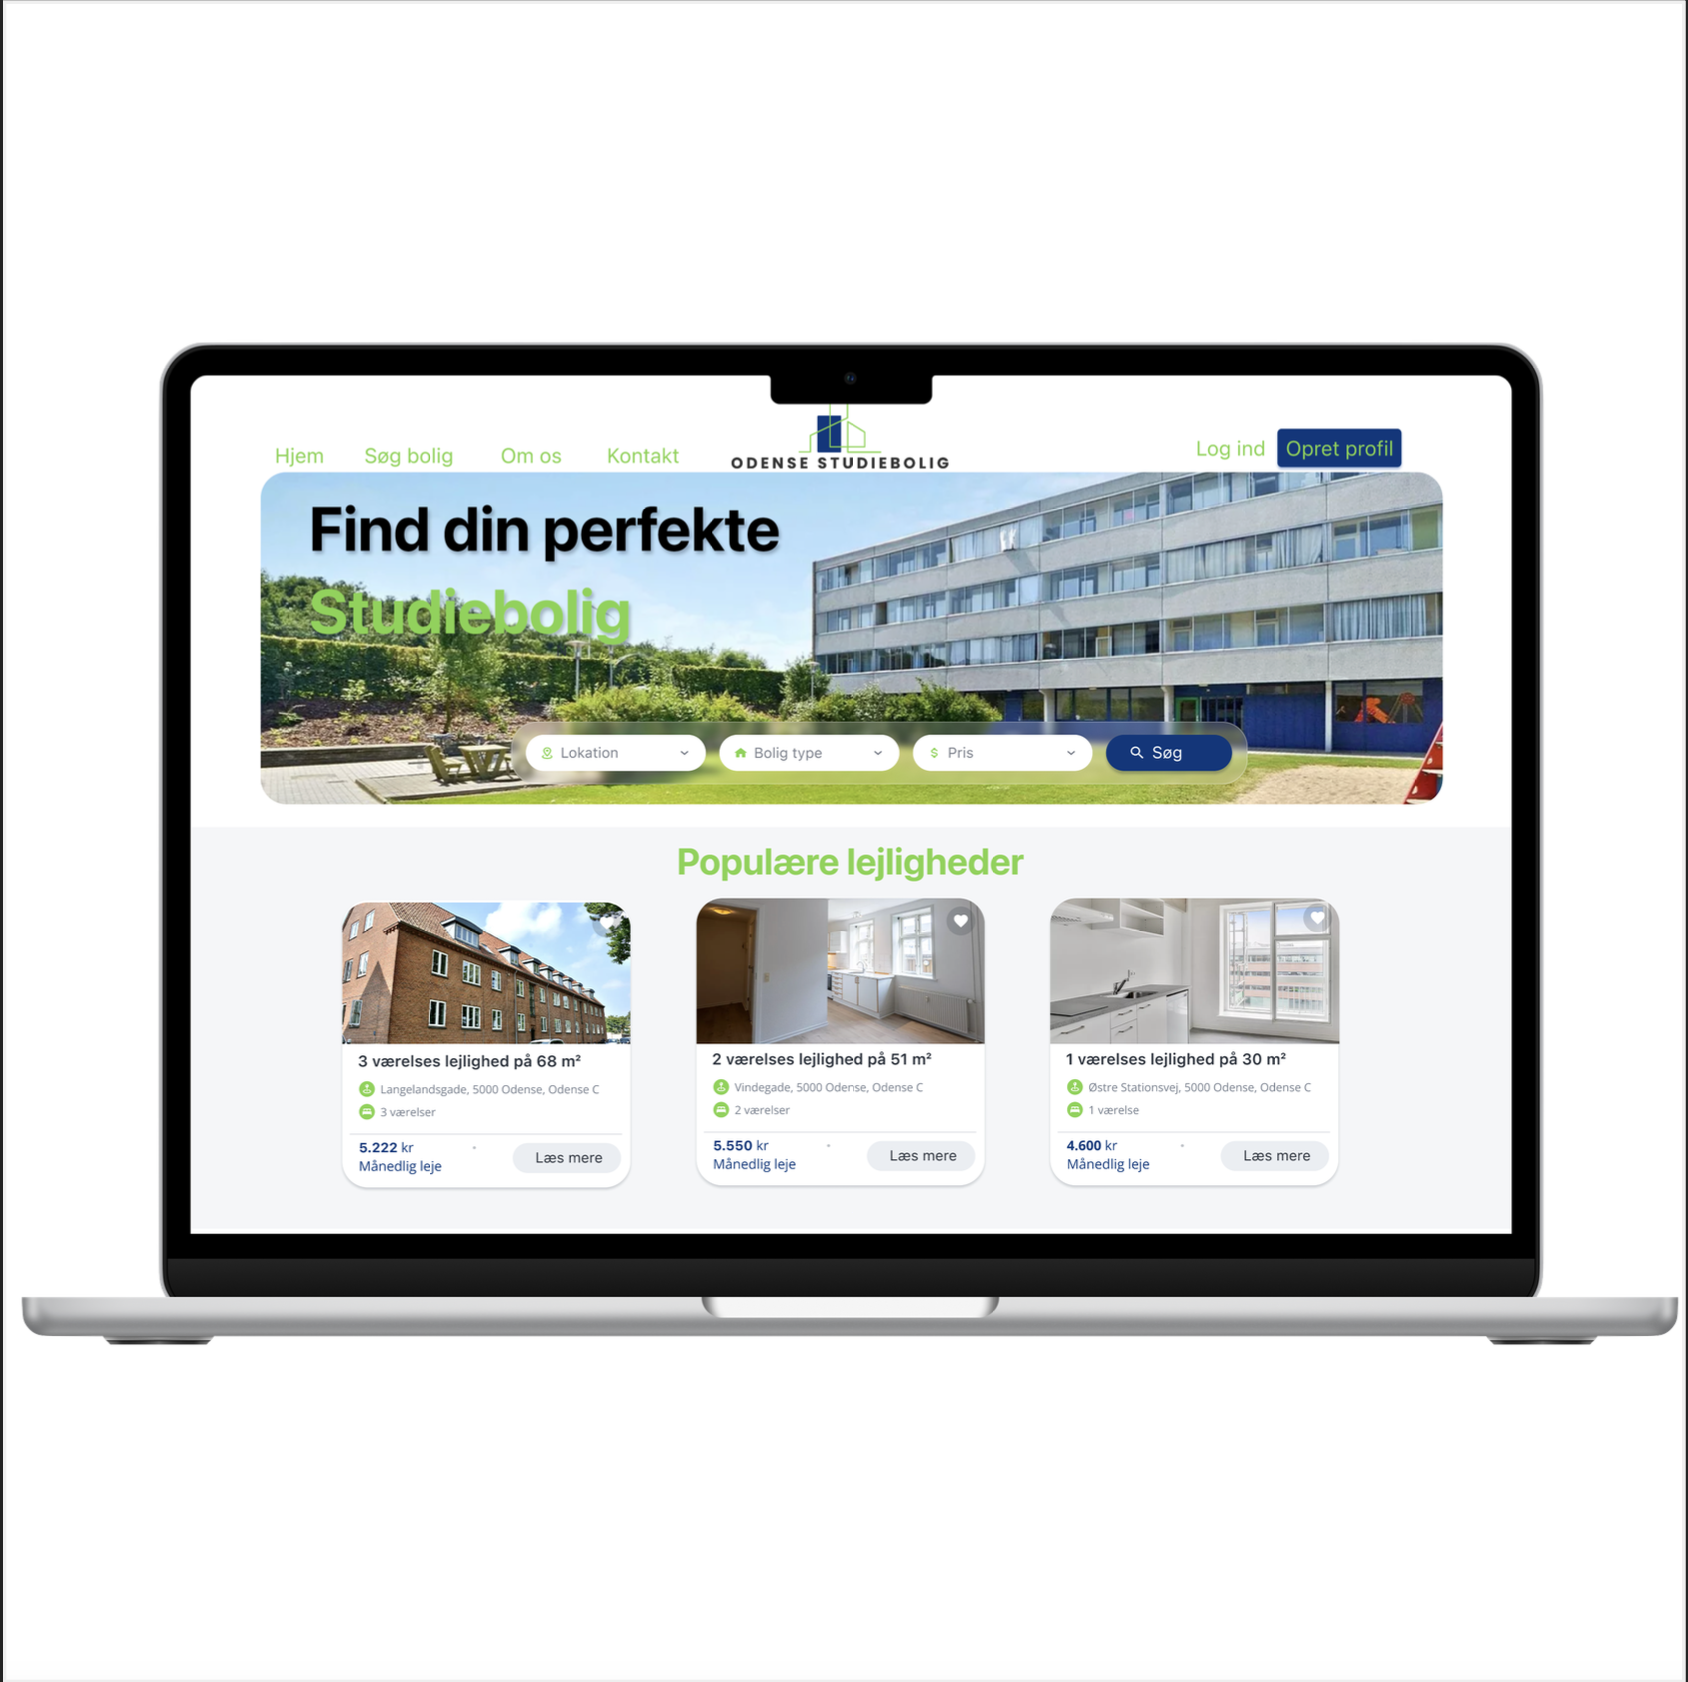 Hjem Søg bolig Om os Kontakt
ODENSE STUDIEBOLIG
Log ind Opret profil
Find din perfekte
Studiebolig
Lokation Bolig type $ Pris Søg
Populære lejligheder
3 værelses lejlighed på 68 m²
Langelandsgade, 5000 Odense, Odense C
3 værelser
5.222 kr
Månedlig leje
Læs mere
2 værelses lejlighed på 51 m²
Vindegade, 5000 Odense, Odense C
2 værelser
5.550 kr
Månedlig leje
Læs mere
1 værelses lejlighed på 30 m²
Østre Stationsvej, 5000 Odense, Odense C
1 værelse
4.600 kr
Månedlig leje
Læs mere